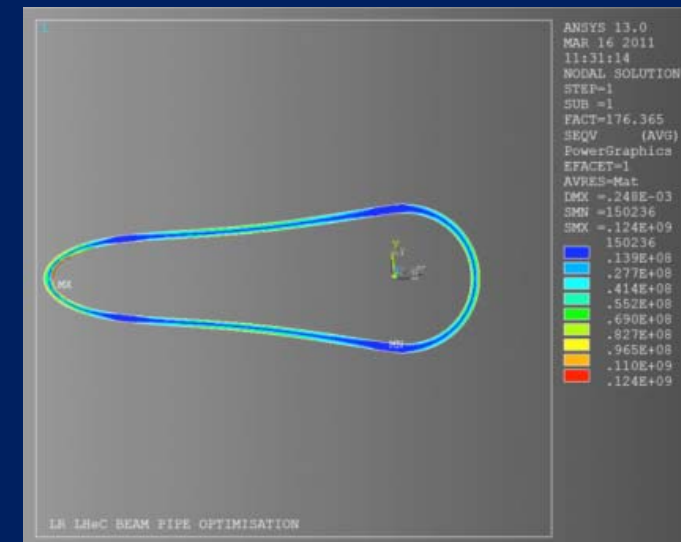 1
ANSYS 13.0
MAR 16 2011
11:31:14
NODAL SOLUTION
STEP=1
SUB =1
FACT=176.365
SEQV (AVG)
PowerGraphics
EFACET=1
AVRES=Mat
DMX =.248E-03
SMN =150236
SMX =.124E+09
150236
.139E+08
.277E+08
.414E+08
.552E+08
.690E+08
.827E+08
.965E+08
.110E+09
.124E+09
Y
MX
MN
LR LHeC BEAM PIPE OPTIMISATION